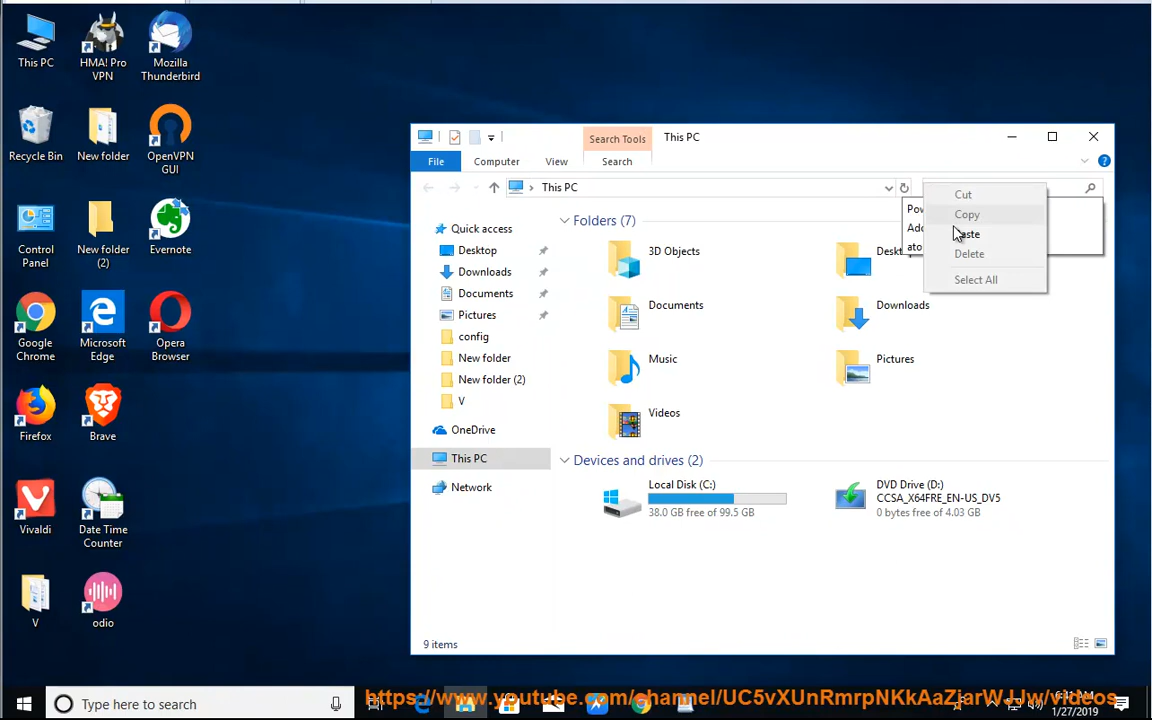 This PC
HMA! Pro
VPN
Mozilla
Thunderbird
Recycle Bin
New folder
OpenVPN
GUI
Control
Panel
New folder
(2)
Evernote
Google
Chrome
Microsoft
Edge
Opera
Browser
Firefox
Brave
Vivaldi
Date Time
Counter
V
odio
Search Tools
This PC
File
Computer
View
Search
This PC
Cut
Copy
Delete
Select All
Quick access
Desktop
Downloads
Documents
Pictures
config
New folder
New folder (2)
V
OneDrive
This PC
Network
Folders (7)
3D Objects
Documents
Downloads
Music
Pictures
Videos
Devices and drives (2)
Local Disk (C:)
38.0 GB free of 99.5 GB
DVD Drive (D:)
CCSA_X64FRE_EN-US_DV5
0 bytes free of 4.03 GB
9 items
Type here to search
1/27/2019